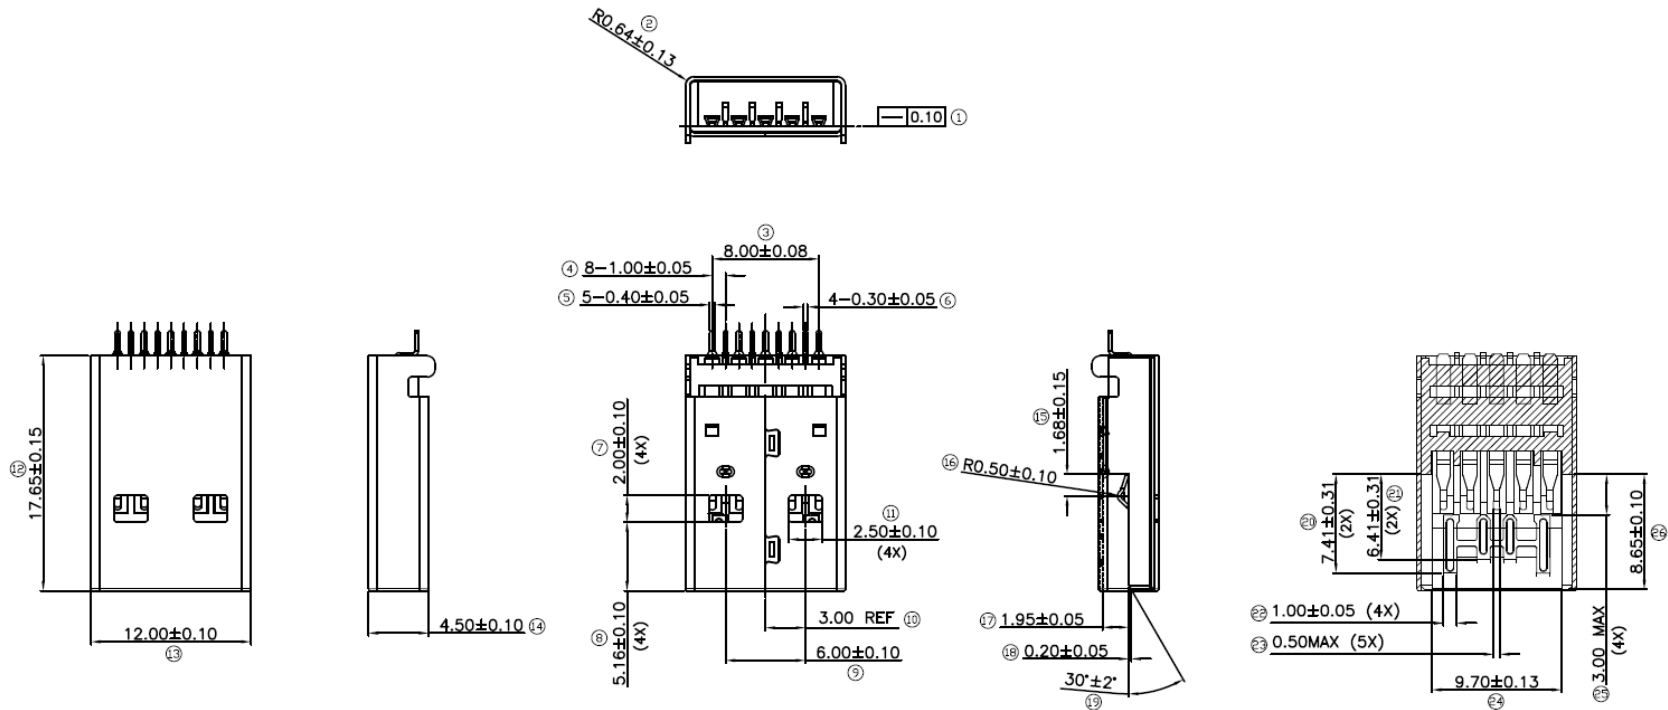 R0.64±0.13 ②
0.10 ①
③
8.00±0.08
④ 8-1.00±0.05
⑤ 5-0.40±0.05
4-0.30±0.05 ⑥
⑫ 17.65±0.15
12.00±0.10
⑬
4.50±0.10 ⑭
⑦ 2.00±0.10
(4X)
⑪
2.50±0.10
(4X)
⑧ 5.16±0.10
(4X)
3.00 REF ⑩
6.00±0.10
⑨
⑮ 1.68±0.15
⑯ R0.50±0.10
⑰ 1.95±0.05
⑱ 0.20±0.05
30°±2°
⑲
⑳ 7.41±0.31
(2X)
6.41±0.31 ㉑
(2X)
8.65±0.10 ㉖
㉒ 1.00±0.05 (4X)
㉓ 0.50MAX (5X)
3.00 MAX ㉕
(4X)
9.70±0.13
㉔